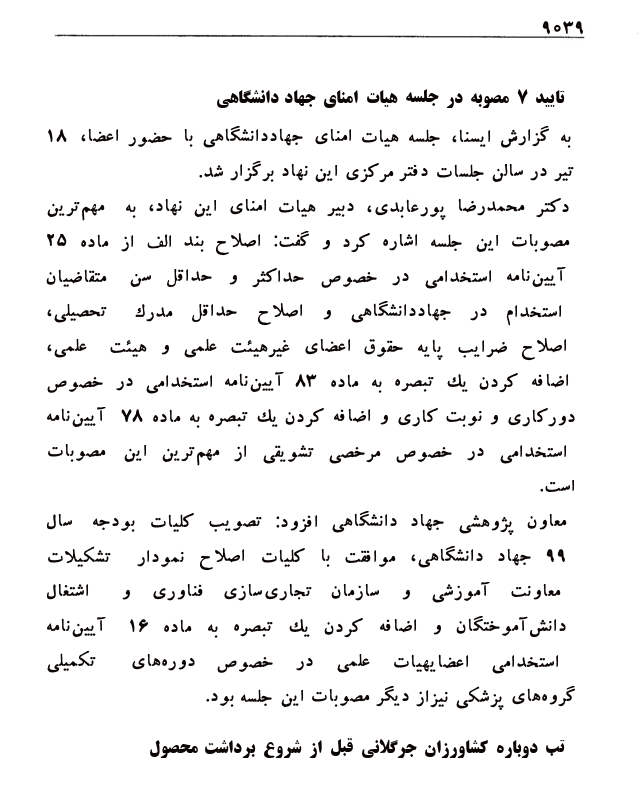 ۹۰۳۹
تایید ۷ مصوبه در جلسه هیات امنای جهاد دانشگاهی
به گزارش ایسنا، جلسه هیات امنای جهاددانشگاهی با حضور اعضا، ۱۸
تیر در سالن جلسات دفتر مرکزی این نهاد برگزار شد.
دکتر محمدرضا پورعابدی، دبیر هیات امنای این نهاد، به مهم‌ترین
مصوبات این جلسه اشاره کرد و گفت: اصلاح بند الف از ماده ۲۵
آیین‌نامه استخدامی در خصوص حداکثر و حداقل سن متقاضیان
استخدام در جهاددانشگاهی و اصلاح حداقل مدرك تحصیلی،
اصلاح ضرایب پایه حقوق اعضای غیرهیئت علمی و هیئت علمی،
اضافه کردن یك تبصره به ماده ۸۳ آیین‌نامه استخدامی در خصوص
دورکاری و نوبت کاری و اضافه کردن یك تبصره به ماده ۷۸ آیین‌نامه
استخدامی در خصوص مرخصی تشویقی از مهم‌ترین این مصوبات
است.
معاون پژوهشی جهاد دانشگاهی افزود: تصویب کلیات بودجه سال
۹۹ جهاد دانشگاهی، موافقت با کلیات اصلاح نمودار تشکیلات
معاونت آموزشی و سازمان تجاری‌سازی فناوری و اشتغال
دانش‌آموختگان و اضافه کردن یك تبصره به ماده ۱۶ آیین‌نامه
استخدامی اعضایهیات علمی در خصوص دوره‌های تکمیلی
گروه‌های پزشکی نیزاز دیگر مصوبات این جلسه بود.
تب دوباره کشاورزان جرگلانی قبل از شروع برداشت محصول